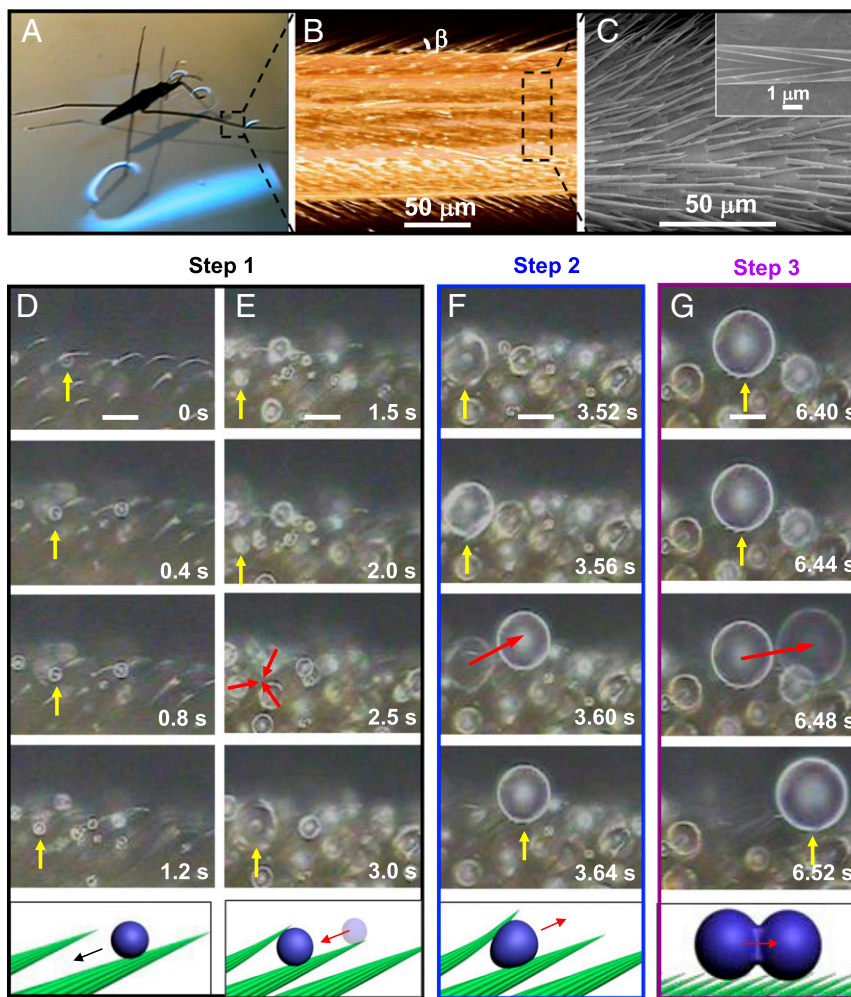 A
B
β
C
1 μm
50 μm
50 μm
Step 1
Step 2
Step 3
D
E
F
G
0 s
1.5 s
3.52 s
6.40 s
0.4 s
2.0 s
3.56 s
6.44 s
0.8 s
2.5 s
3.60 s
6.48 s
1.2 s
3.0 s
3.64 s
6.52 s